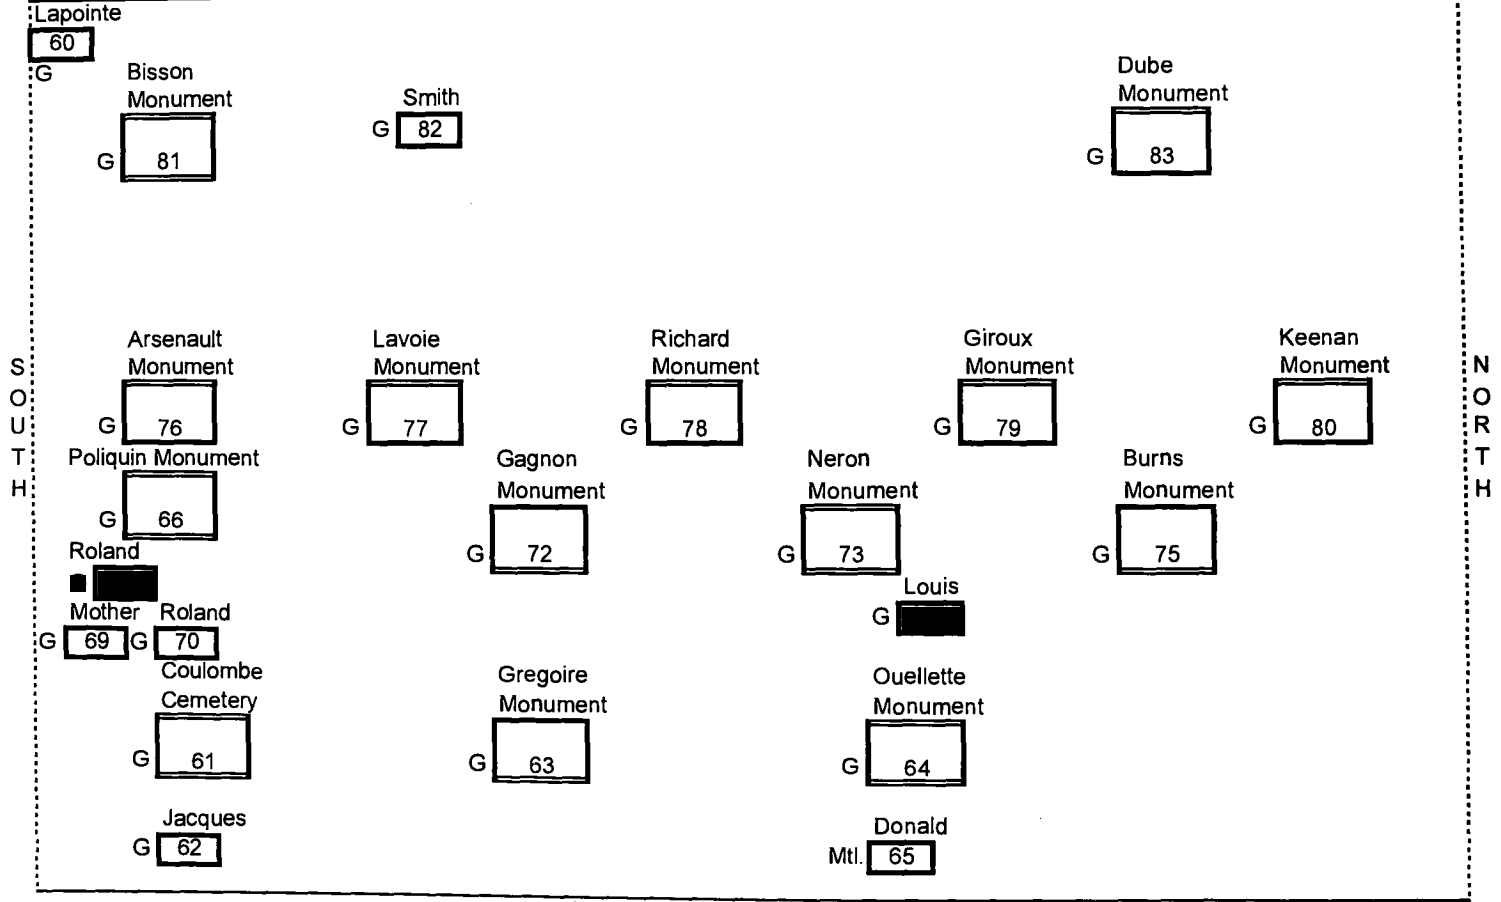 Lapointe
60
G
Bisson
Monument
G 81
Smith
G 82
Dube
Monument
G 83
SOUTH
NORTH
Arsenault
Monument
G 76
Lavoie
Monument
G 77
Richard
Monument
G 78
Giroux
Monument
G 79
Keenan
Monument
G 80
Poliquin Monument
G 66
Gagnon
Monument
G 72
Neron
Monument
G 73
Burns
Monument
G 75
Roland
Louis
G
Mother
G 69
Roland
G 70
Coulombe
Cemetery
G 61
Gregoire
Monument
G 63
Ouellette
Monument
G 64
Jacques
G 62
Donald
Mtl. 65